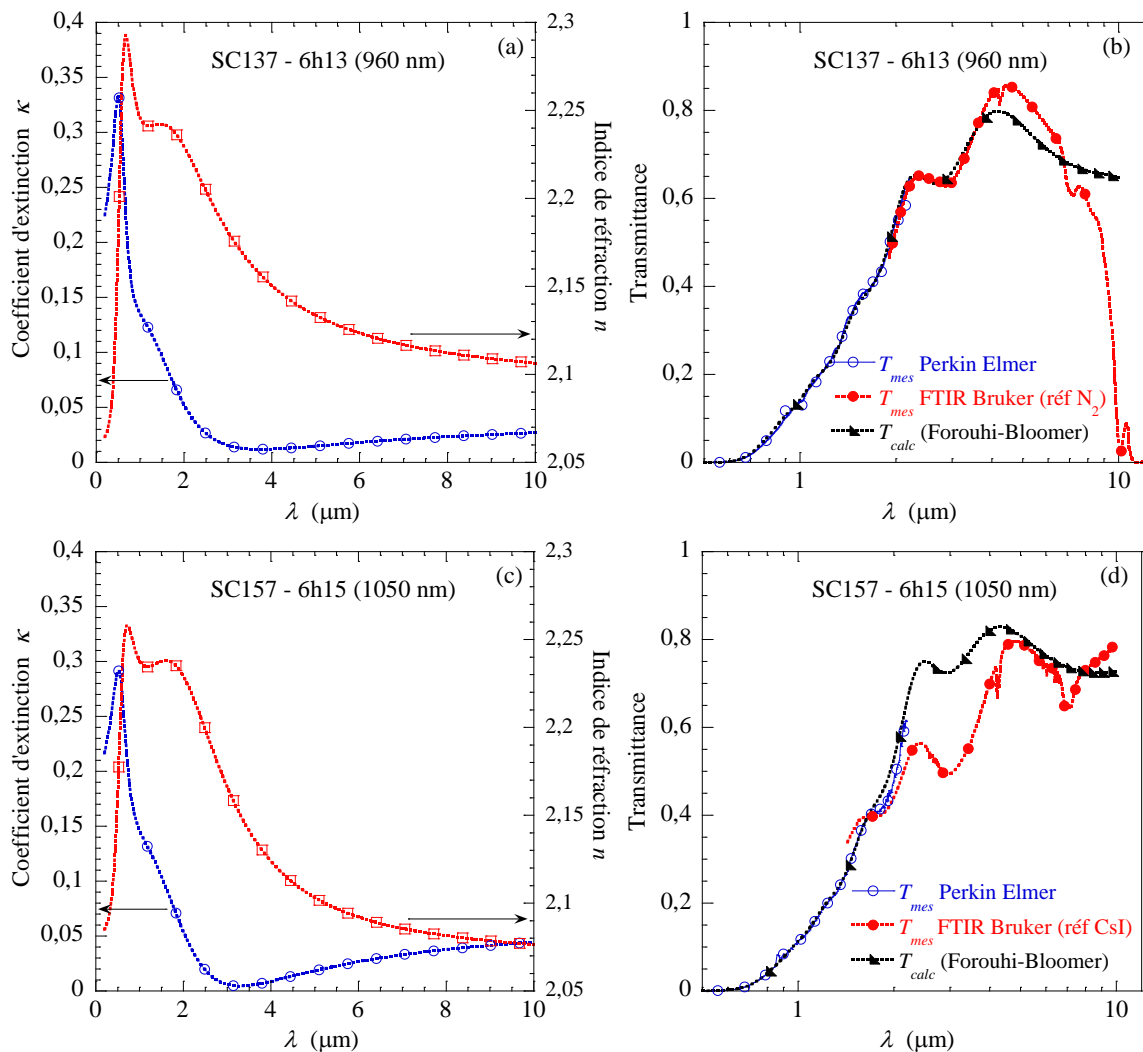 (a)
SC137 - 6h13 (960 nm)
0,4
0,35
0,3
0,25
0,2
0,15
0,1
0,05
0
Coefficient d'extinction κ
2,3
2,25
2,2
2,15
2,1
2,05
Indice de réfraction n
0 2 4 6 8 10
λ (µm)
(b)
SC137 - 6h13 (960 nm)
1
0,8
0,6
0,4
0,2
0
Transmittance
T mes Perkin Elmer
T mes FTIR Bruker (réf N2)
T calc (Forouhi-Bloomer)
1 10
λ (µm)
(c)
SC157 - 6h15 (1050 nm)
0,4
0,35
0,3
0,25
0,2
0,15
0,1
0,05
0
Coefficient d'extinction κ
2,3
2,25
2,2
2,15
2,1
2,05
Indice de réfraction n
0 2 4 6 8 10
λ (µm)
(d)
SC157 - 6h15 (1050 nm)
1
0,8
0,6
0,4
0,2
0
Transmittance
T mes Perkin Elmer
T mes FTIR Bruker (réf CsI)
T calc (Forouhi-Bloomer)
1 10
λ (µm)